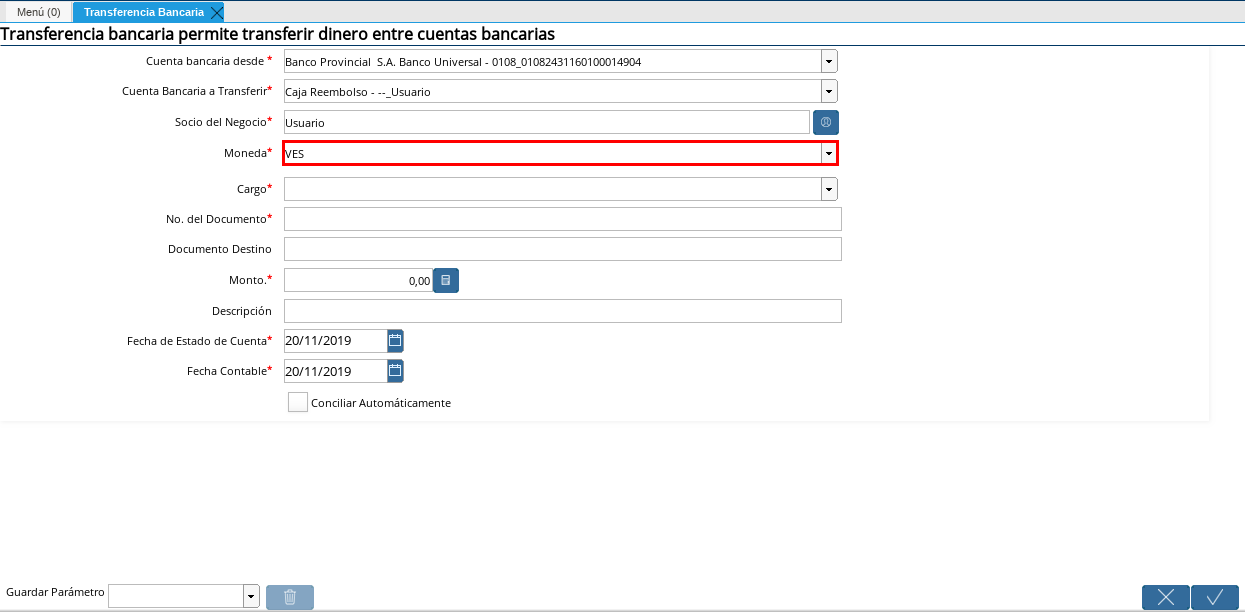 Menú (0) Transferencia Bancaria
Transferencia bancaria permite transferir dinero entre cuentas bancarias
Cuenta bancaria desde * Banco Provincial S.A. Banco Universal - 0108_01082431160100014904
Cuenta Bancaria a Transferir* Caja Reembolso - --_Usuario
Socio del Negocio* Usuario
Moneda* VES
Cargo*
No. del Documento*
Documento Destino
Monto.* 0,00
Descripción
Fecha de Estado de Cuenta* 20/11/2019
Fecha Contable* 20/11/2019
Conciliar Automáticamente
Guardar Parámetro